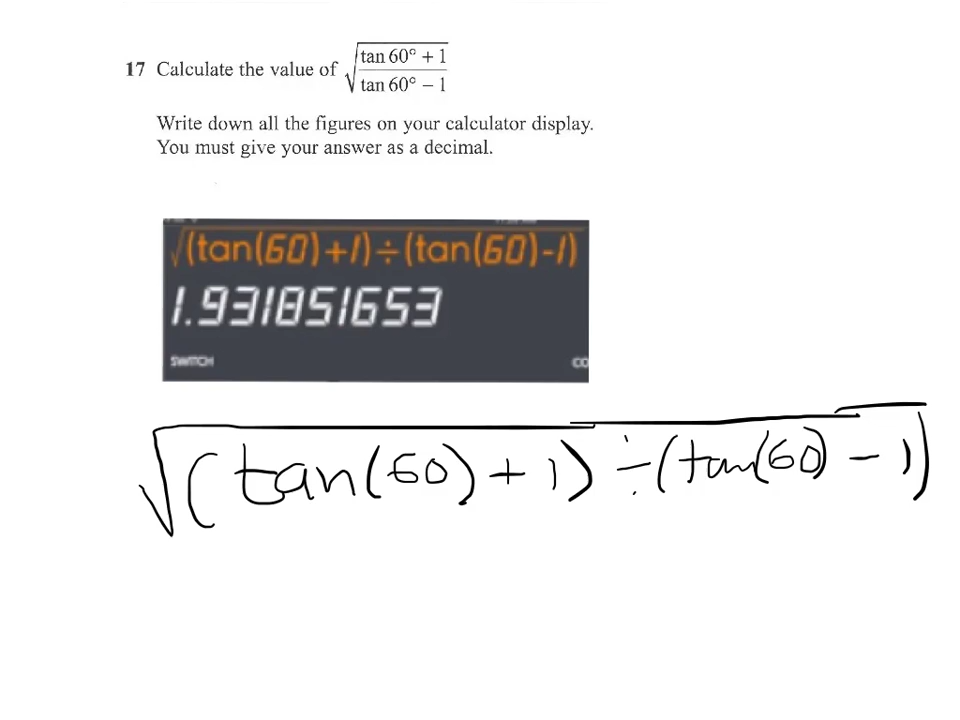 17 Calculate the value of √((tan 60° + 1)/(tan 60° − 1))
Write down all the figures on your calculator display.
You must give your answer as a decimal.
√(tan(60)+1)÷(tan(60)-1)
1.931851653
SWITCH CO
√(tan(60)+1)÷(tan(60)-1)